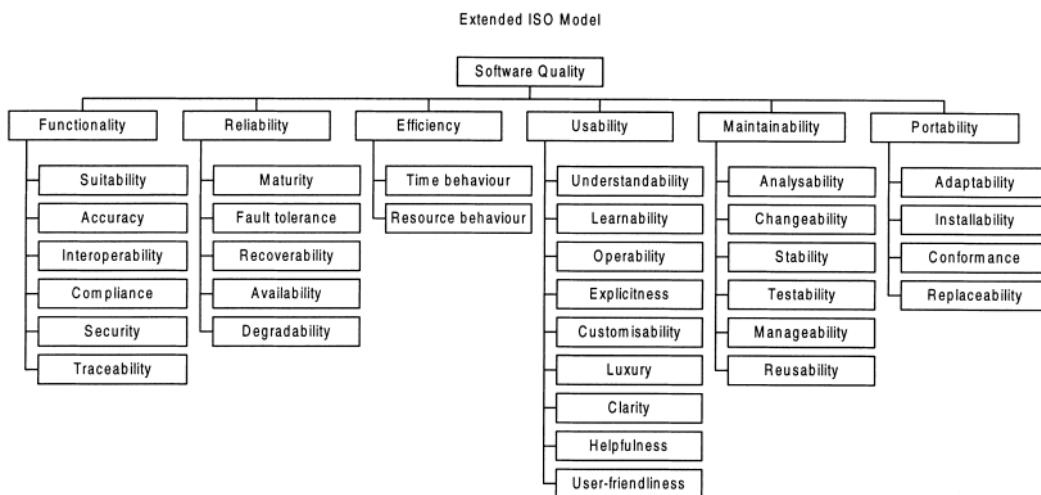 Extended ISO Model
Software Quality
Functionality
Reliability
Efficiency
Usability
Maintainability
Portability
Suitability
Accuracy
Interoperability
Compliance
Security
Traceability
Maturity
Fault tolerance
Recoverability
Availability
Degradability
Time behaviour
Resource behaviour
Understandability
Learnability
Operability
Explicitness
Customisability
Luxury
Clarity
Helpfulness
User-friendliness
Analysability
Changeability
Stability
Testability
Manageability
Reusability
Adaptability
Installability
Conformance
Replaceability